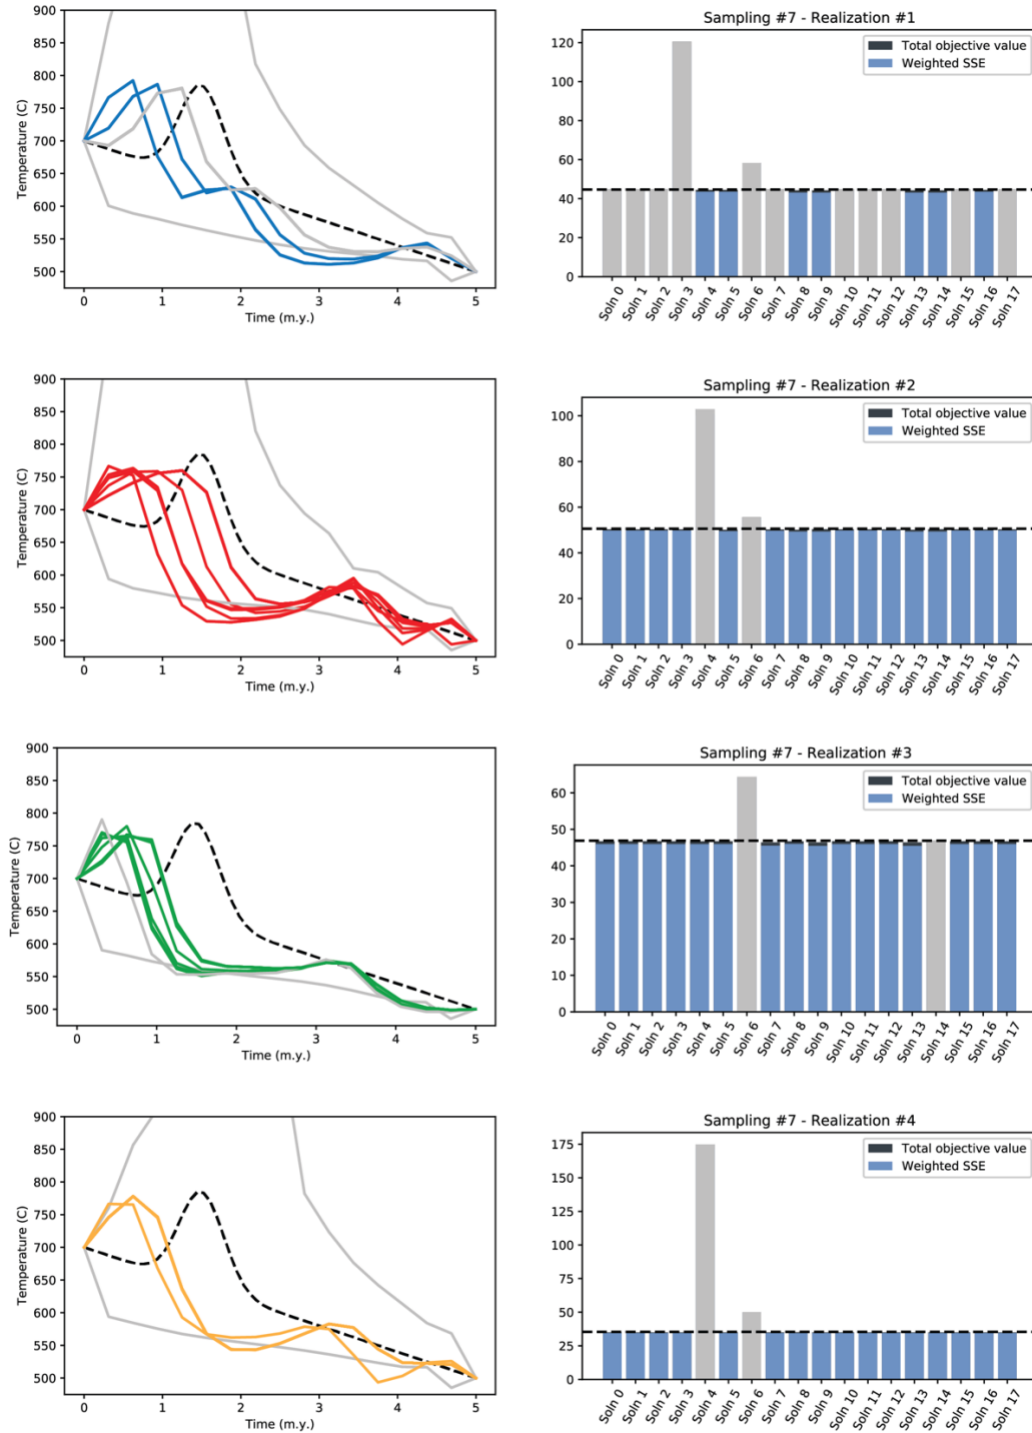 900
850
800
750
700
650
600
550
500
Temperature (C)
0 1 2 3 4 5
Time (m.y.)
Sampling #7 - Realization #1
Total objective value
Weighted SSE
120
100
80
60
40
20
0
Soln 0 Soln 1 Soln 2 Soln 3 Soln 4 Soln 5 Soln 6 Soln 7 Soln 8 Soln 9 Soln 10 Soln 11 Soln 12 Soln 13 Soln 14 Soln 15 Soln 16 Soln 17
900
850
800
750
700
650
600
550
500
Temperature (C)
0 1 2 3 4 5
Time (m.y.)
Sampling #7 - Realization #2
Total objective value
Weighted SSE
100
80
60
40
20
0
Soln 0 Soln 1 Soln 2 Soln 3 Soln 4 Soln 5 Soln 6 Soln 7 Soln 8 Soln 9 Soln 10 Soln 11 Soln 12 Soln 13 Soln 14 Soln 15 Soln 16 Soln 17
900
850
800
750
700
650
600
550
500
Temperature (C)
0 1 2 3 4 5
Time (m.y.)
Sampling #7 - Realization #3
Total objective value
Weighted SSE
60
50
40
30
20
10
0
Soln 0 Soln 1 Soln 2 Soln 3 Soln 4 Soln 5 Soln 6 Soln 7 Soln 8 Soln 9 Soln 10 Soln 11 Soln 12 Soln 13 Soln 14 Soln 15 Soln 16 Soln 17
900
850
800
750
700
650
600
550
500
Temperature (C)
0 1 2 3 4 5
Time (m.y.)
Sampling #7 - Realization #4
Total objective value
Weighted SSE
175
150
125
100
75
50
25
0
Soln 0 Soln 1 Soln 2 Soln 3 Soln 4 Soln 5 Soln 6 Soln 7 Soln 8 Soln 9 Soln 10 Soln 11 Soln 12 Soln 13 Soln 14 Soln 15 Soln 16 Soln 17